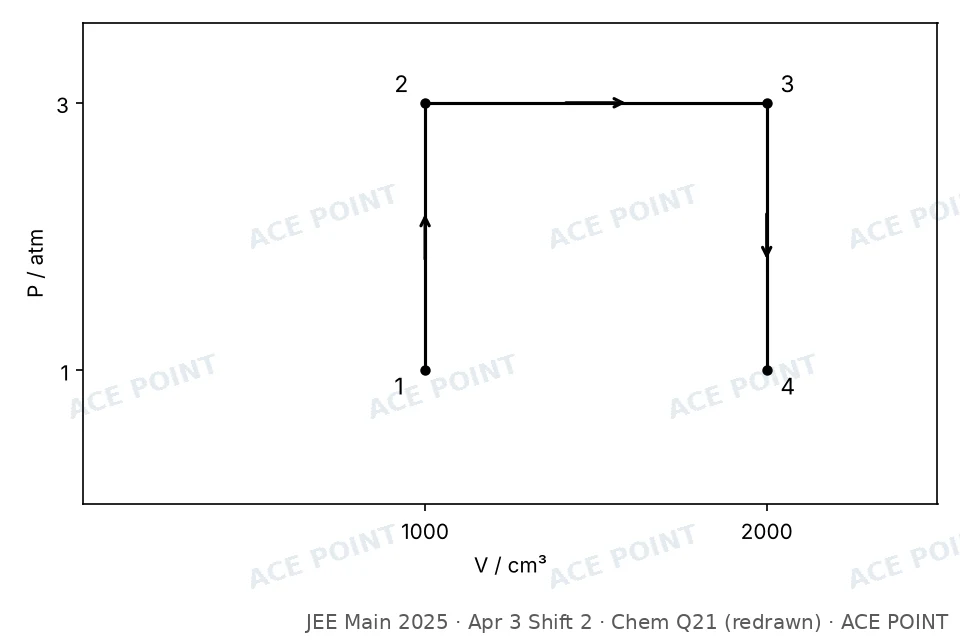 2
3
3
ACE POINT ACE POINT ACE PO
P / atm
1
ACE POINT ACE POINT ACE POINT
1
4
1000
2000
V / cm³
ACE POINT ACE POINT ACE POI
JEE Main 2025 · Apr 3 Shift 2 · Chem Q21 (redrawn) · ACE POINT